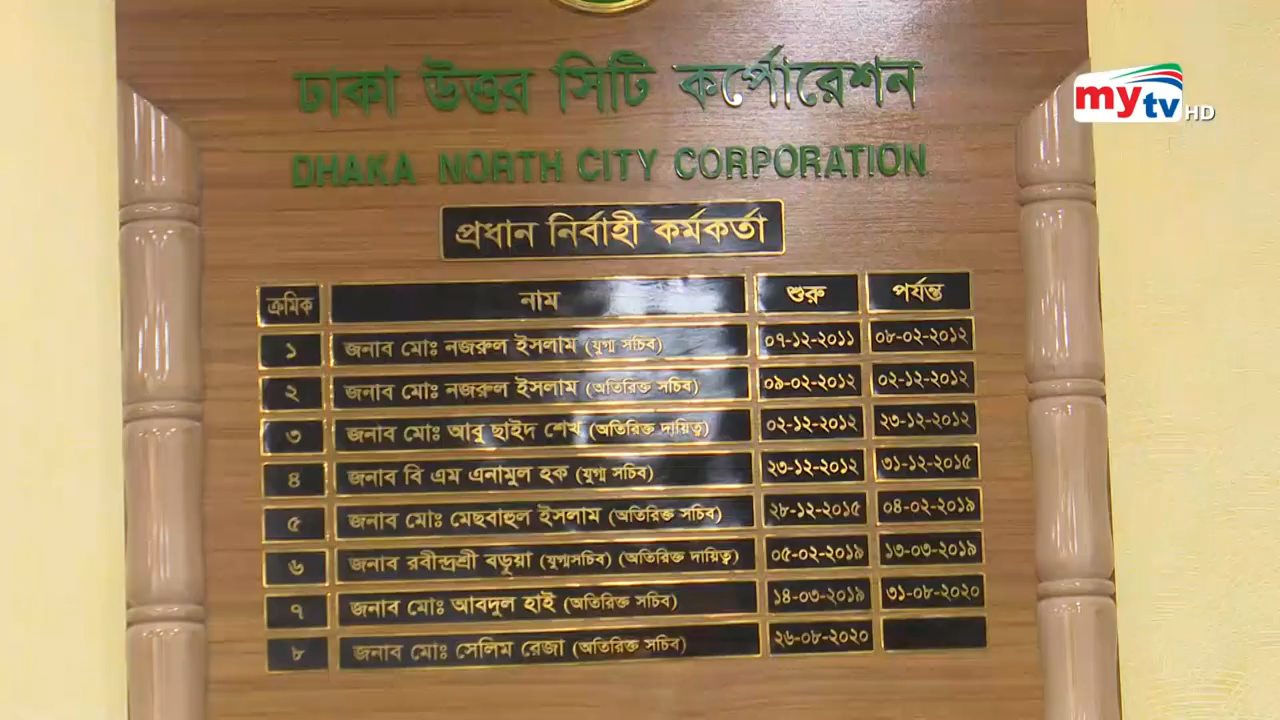 ঢাকা উত্তর সিটি কর্পোরেশন
my tv HD
DHAKA NORTH CITY CORPORATION
প্রধান নির্বাহী কর্মকর্তা
ক্রমিক নাম শুরু পর্যন্ত
১ জনাব মোঃ নজরুল ইসলাম (যুগ্ম সচিব) ০৭-১২-২০১১ ০৮-০২-২০১২
২ জনাব মোঃ নজরুল ইসলাম (অতিরিক্ত সচিব) ০৯-০২-২০১২ ০২-১২-২০১২
৩ জনাব মোঃ আবু ছাইদ শেখ (অতিরিক্ত দায়িত্ব) ০২-১২-২০১২ ২৩-১২-২০১২
৪ জনাব বি এম এনামুল হক (যুগ্ম সচিব) ২৩-১২-২০১২ ৩১-১২-২০১৫
৫ জনাব মোঃ মেছবাহুল ইসলাম (অতিরিক্ত সচিব) ২৮-১২-২০১৫ ০৪-০২-২০১৯
৬ জনাব রবীন্দ্রশ্রী বড়ুয়া (যুগ্মসচিব) (অতিরিক্ত দায়িত্ব) ০৫-০২-২০১৯ ১৩-০৩-২০১৯
৭ জনাব মোঃ আবদুল হাই (অতিরিক্ত সচিব) ১৪-০৩-২০১৯ ৩১-০৮-২০২০
৮ জনাব মোঃ সেলিম রেজা (অতিরিক্ত সচিব) ২৬-০৮-২০২০